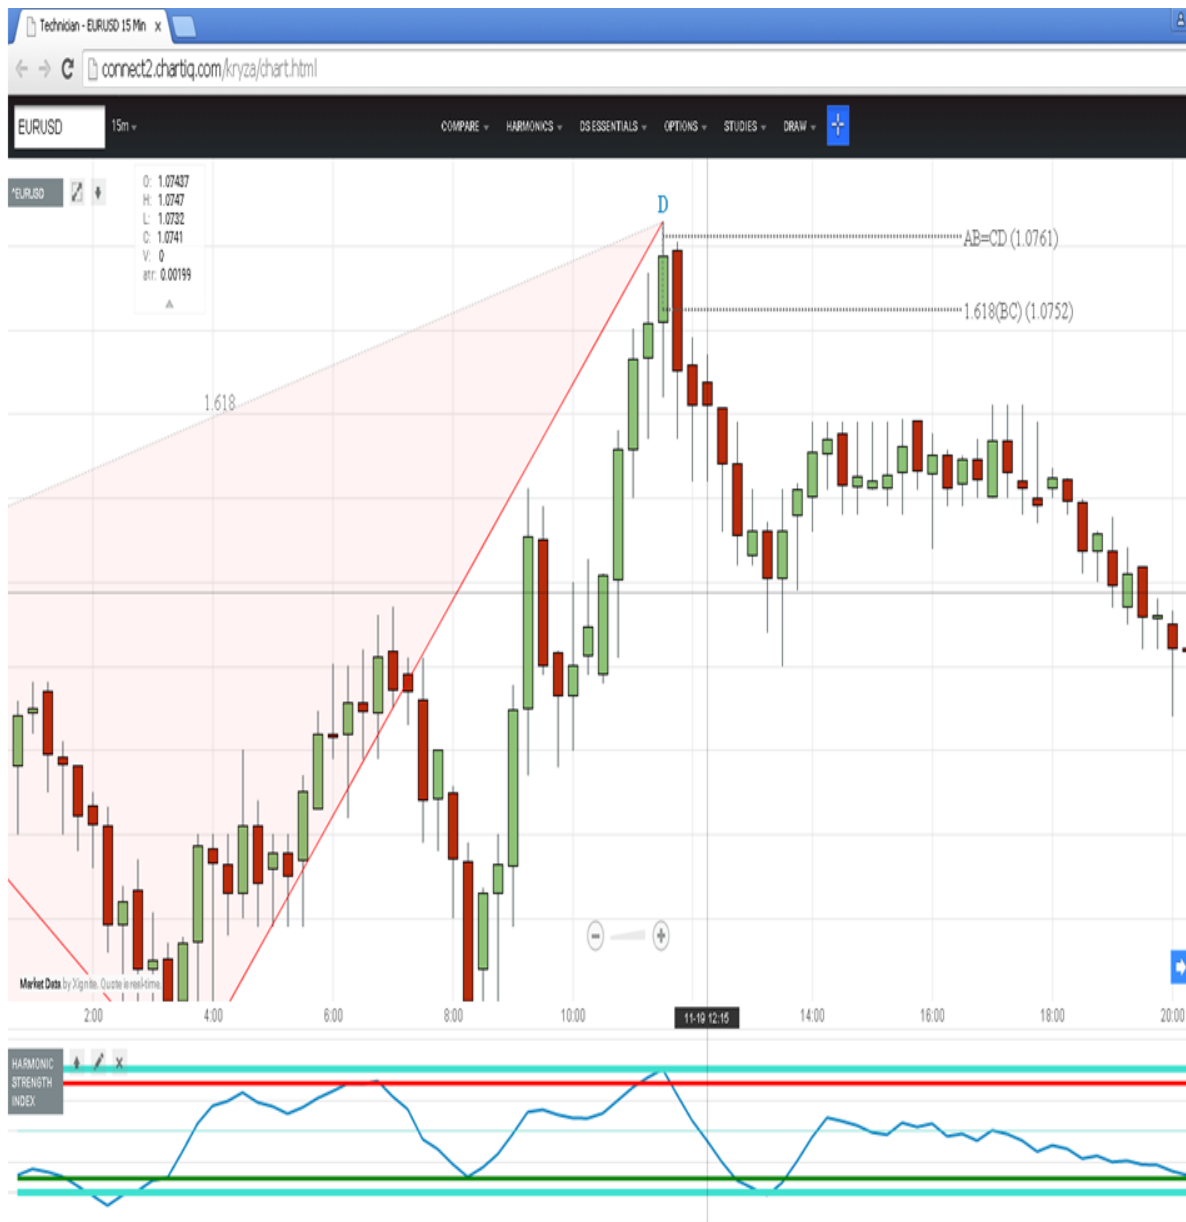 Technician - EURUSD 15 Min x
connect2.chartiq.com/kryza/chart.html
EURUSD 15m COMPARE HARMONICS DS ESSENTIALS OPTIONS STUDIES DRAW
*EURUSD
O: 1.07437
H: 1.0747
L: 1.0732
C: 1.0741
V: 0
atr: 0.00199
D
AB=CD (1.0761)
1.618(BC) (1.0752)
1.618
Market Data by Xignite. Quote is real-time.
2:00 4:00 6:00 8:00 10:00 11-19 12:15 14:00 16:00 18:00 20:00
HARMONIC
STRENGTH
INDEX